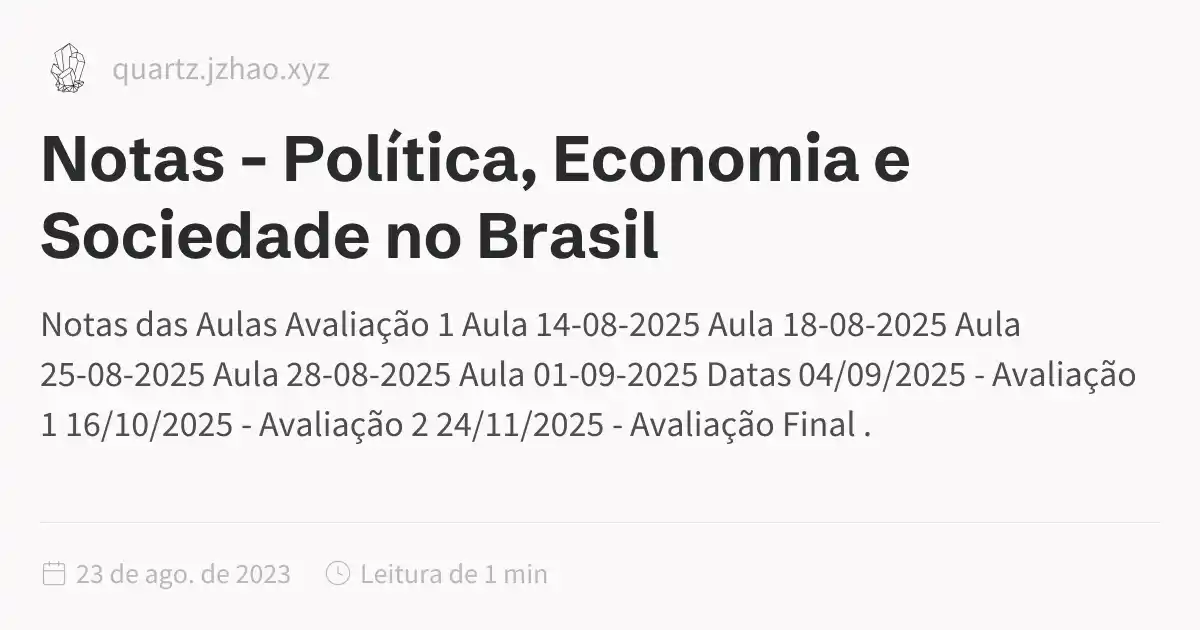 quartz.jzhao.xyz
Notas - Política, Economia e
Sociedade no Brasil
Notas das Aulas Avaliação 1 Aula 14-08-2025 Aula 18-08-2025 Aula
25-08-2025 Aula 28-08-2025 Aula 01-09-2025 Datas 04/09/2025 - Avaliação
1 16/10/2025 - Avaliação 2 24/11/2025 - Avaliação Final .
23 de ago. de 2023 Leitura de 1 min